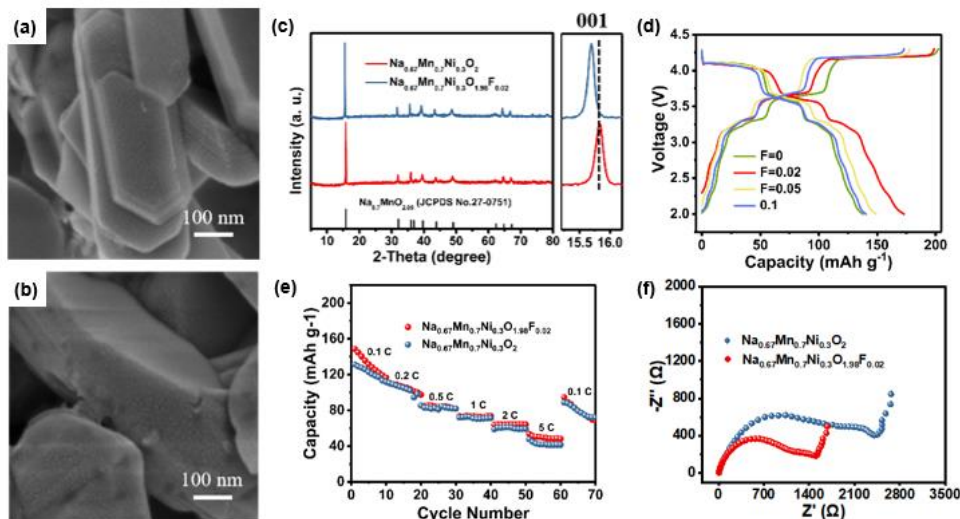 (a)
100 nm
(b)
100 nm
(c)
001
Na0.67Mn0.7Ni0.3O2
Na0.67Mn0.7Ni0.3O1.98F0.02
Intensity (a. u.)
Na0.7MnO2.05 (JCPDS No.27-0751)
10 20 30 40 50 60 70 80
15.5 16.0
2-Theta (degree)
(d)
Voltage (V)
4.5
4.0
3.5
3.0
2.5
2.0
F=0
F=0.02
F=0.05
0.1
0 50 100 150 200
Capacity (mAh g-1)
(e)
Capacity (mAh g-1)
200
160
120
80
40
0
Na0.67Mn0.7Ni0.3O1.98F0.02
Na0.67Mn0.7Ni0.3O2
0.1 C
0.2 C
0.5 C
1 C
2 C
5 C
0.1 C
0 10 20 30 40 50 60 70
Cycle Number
(f)
-Z'' (Ω)
2000
1600
1200
800
400
0
Na0.67Mn0.7Ni0.3O2
Na0.67Mn0.7Ni0.3O1.98F0.02
0 700 1400 2100 2800 3500
Z' (Ω)